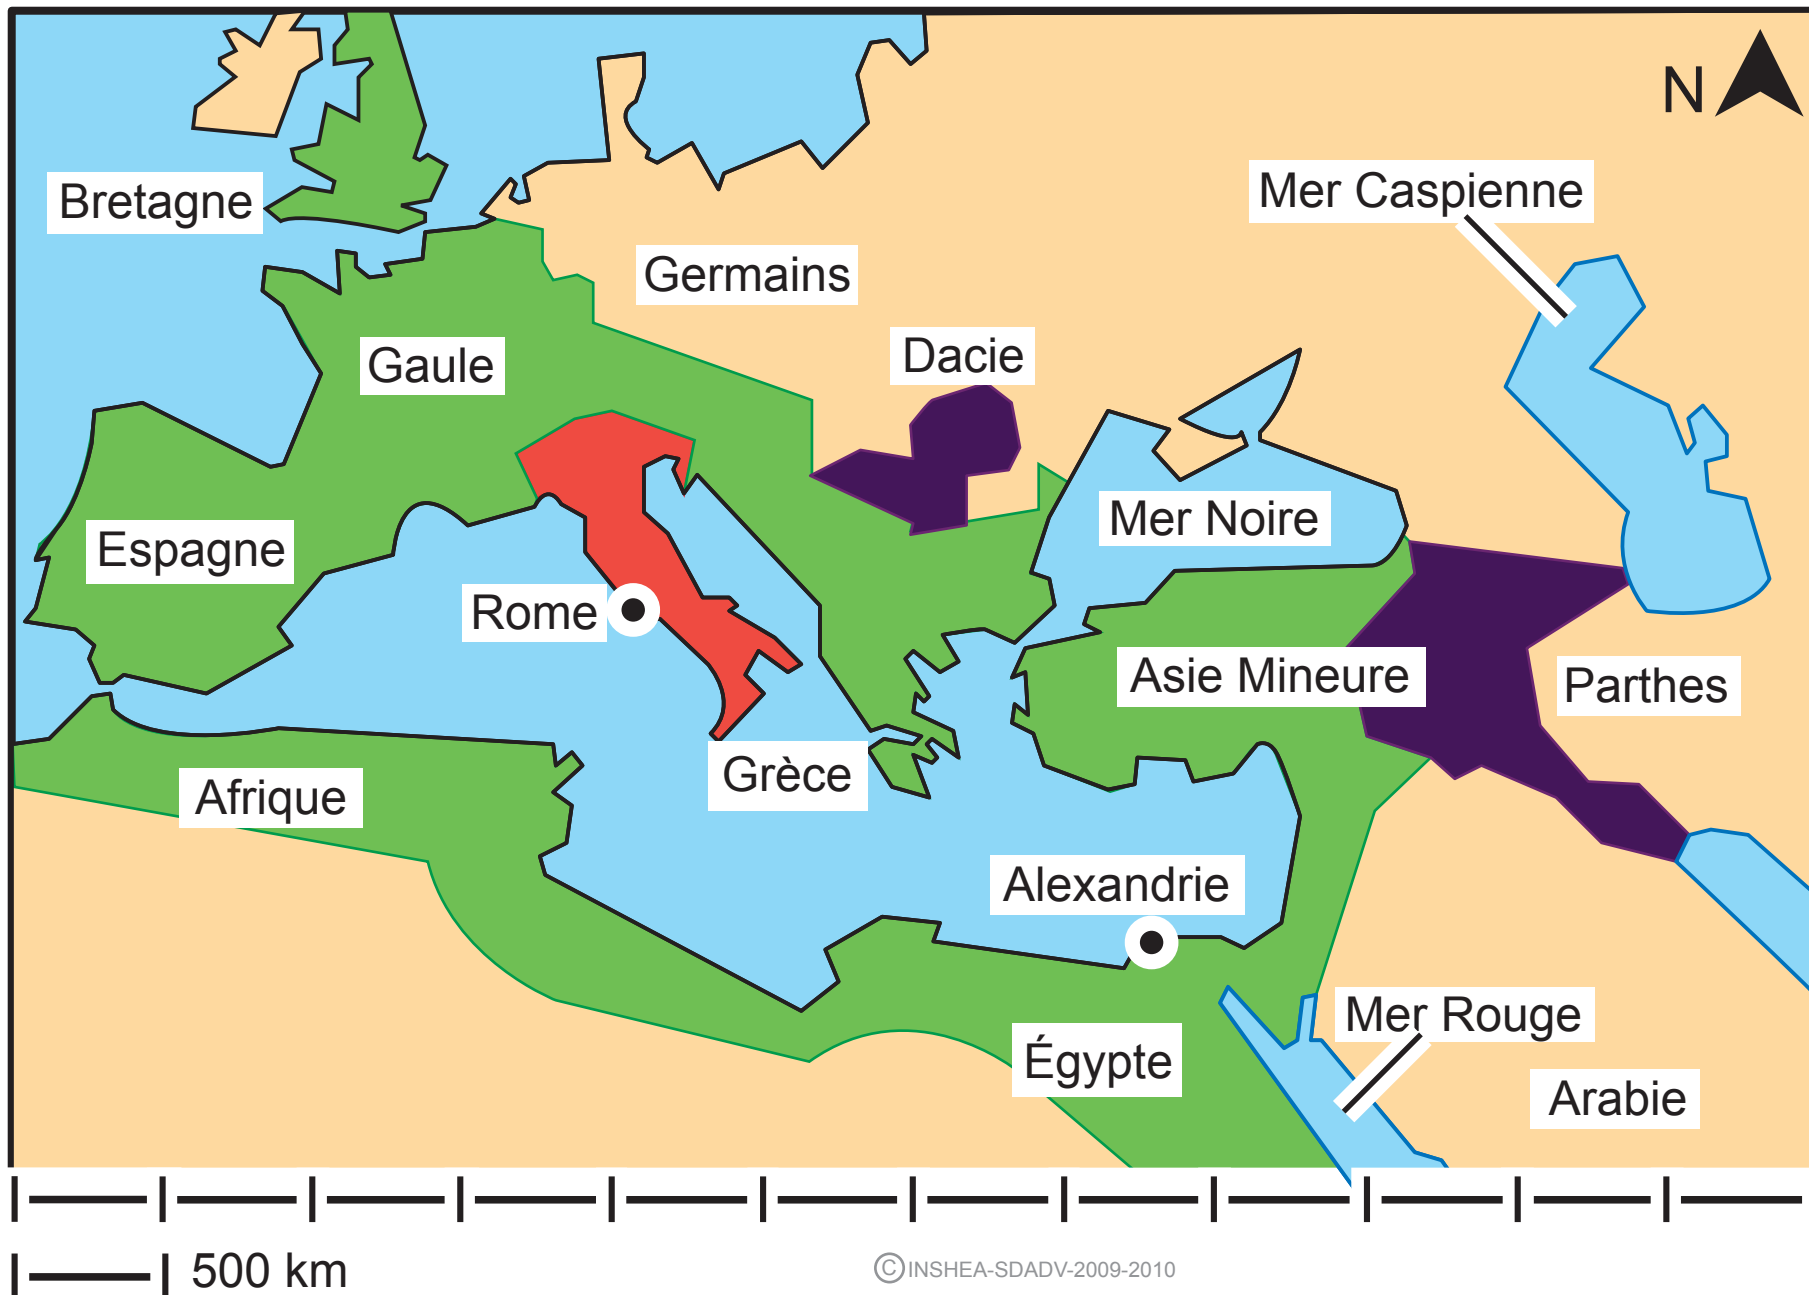 N
Mer Caspienne
Bretagne
Germains
Dacie
Gaule
Mer Noire
Espagne
Rome
Asie Mineure
Parthes
Grèce
Afrique
Alexandrie
Mer Rouge
Égypte
Arabie
500 km
©INSHEA-SDADV-2009-2010